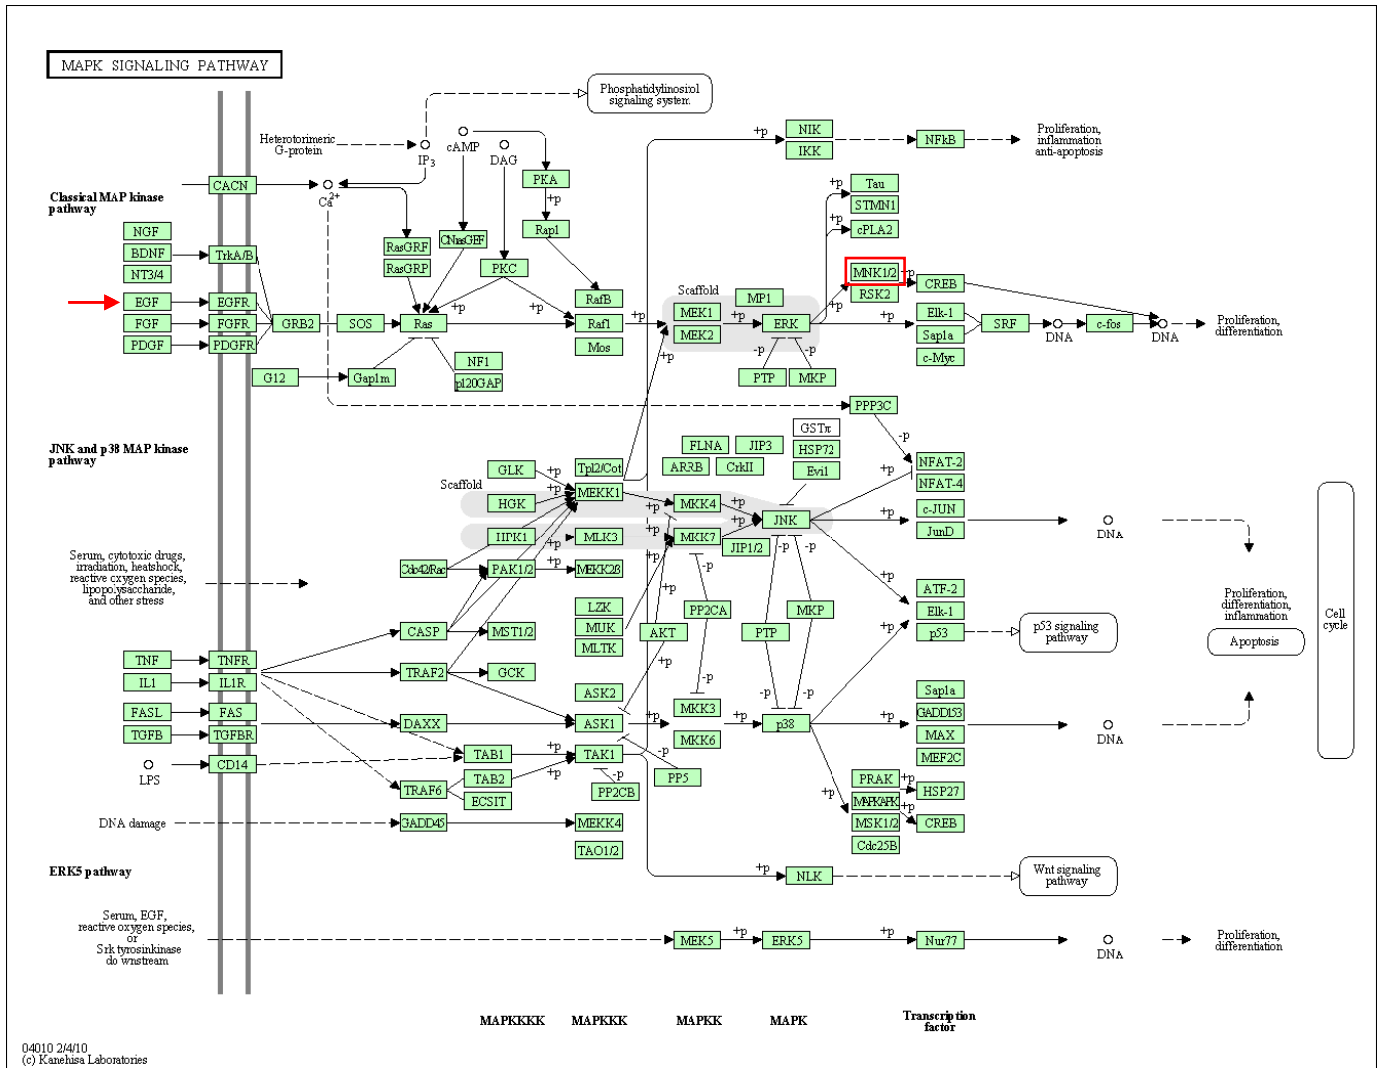 MAPK SIGNALING PATHWAY
Phosphatidylinositol
signaling system
Heterotorimeric
G-protein
IP3
cAMP
DAG
+p
NIK
IKK
NFkB
Proliferation,
inflammation
anti-apoptosis
Classical MAP kinase
pathway
CACN
Ca2+
PKA
+p
Rap1
+p
Tau
STMN1
+p
cPLA2
NGF
BDNF
NT3/4
TrkA/B
RasGRF
RasGRP
CNrasGEF
PKC
EGF
EGFR
FGF
FGFR
PDGF
PDGFR
GRB2
SOS
Ras
+p
+p
RafB
Raf1
Mos
+p
Scaffold
MEK1
MEK2
+p
MP1
ERK
+p
MNK1/2
RSK2
+p
CREB
+p
Elk-1
Sap1a
c-Myc
SRF
DNA
c-fos
DNA
Proliferation,
differentiation
G12
Gap1m
NF1
p120GAP
+p
-p
-p
PTP
MKP
PPP3C
-p
JNK and p38 MAP kinase
pathway
GLK
+p
Tpl2/Cot
FLNA
JIP3
GSTπ
HSP72
ARRB
CrkII
Evi1
NFAT-2
NFAT-4
+p
Scaffold
HGK
+p
MEKK1
+p
MKK4
+p
JNK
+p
c-JUN
JunD
DNA
HPK1
+p
MLK3
+p
MKK7
+p
JIP1/2
-p
-p
Serum, cytotoxic drugs,
irradiation, heatshock,
reactive oxygen species,
lipopolysaccharide,
and other stress
Cdc42/Rac
PAK1/2
MEKK2/3
+p
-p
+p
ATF-2
Elk-1
p53
p53 signaling
pathway
Proliferation,
differentiation,
inflammation
Apoptosis
Cell
cycle
LZK
MUK
MLTK
PP2CA
MKP
AKT
PTP
+p
CASP
MST1/2
TNF
TNFR
IL1
IL1R
TRAF2
GCK
+p
-p
-p
-p
ASK2
MKK3
MKK6
FASL
FAS
TGFB
TGFBR
DAXX
ASK1
+p
+p
p38
+p
Sap1a
GADD153
MAX
MEF2C
DNA
LPS
CD14
TAB1
+p
TAK1
-p
TAB2
+p
-p
PP5
TRAF6
ECSIT
PP2CB
+p
PRAK
+p
MAPKAPK
+p
MSK1/2
Cdc25B
HSP27
CREB
DNA damage
GADD45
MEKK4
TAO1/2
ERK5 pathway
+p
NLK
Wnt signaling
pathway
Serum, EGF,
reactive oxygen species,
or
Srk tyrosinkinase
downstream
MEK5
+p
ERK5
+p
Nur77
DNA
Proliferation,
differentiation
MAPKKKK
MAPKKK
MAPKK
MAPK
Transcription
factor
04010 2/4/10
(c) Kanehisa Laboratories